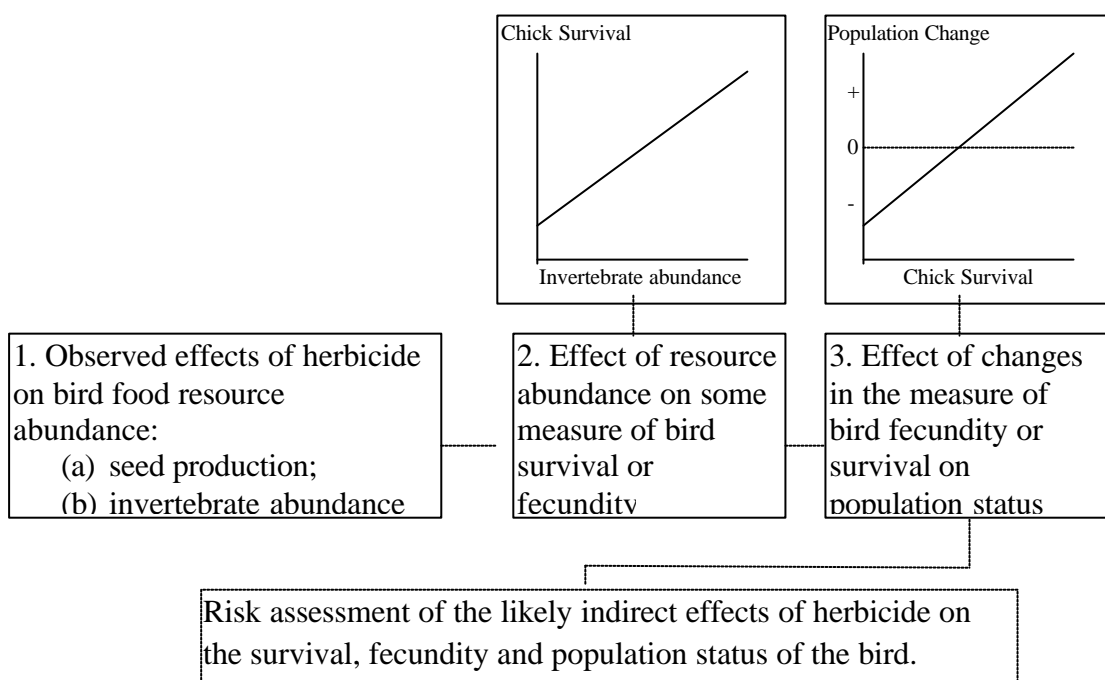 Chick Survival
Invertebrate abundance
Population Change
+
0
-
Chick Survival
1. Observed effects of herbicide
on bird food resource
abundance:
(a) seed production;
(b) invertebrate abundance
2. Effect of resource
abundance on some
measure of bird
survival or
fecundity
3. Effect of changes
in the measure of
bird fecundity or
survival on
population status
Risk assessment of the likely indirect effects of herbicide on
the survival, fecundity and population status of the bird.